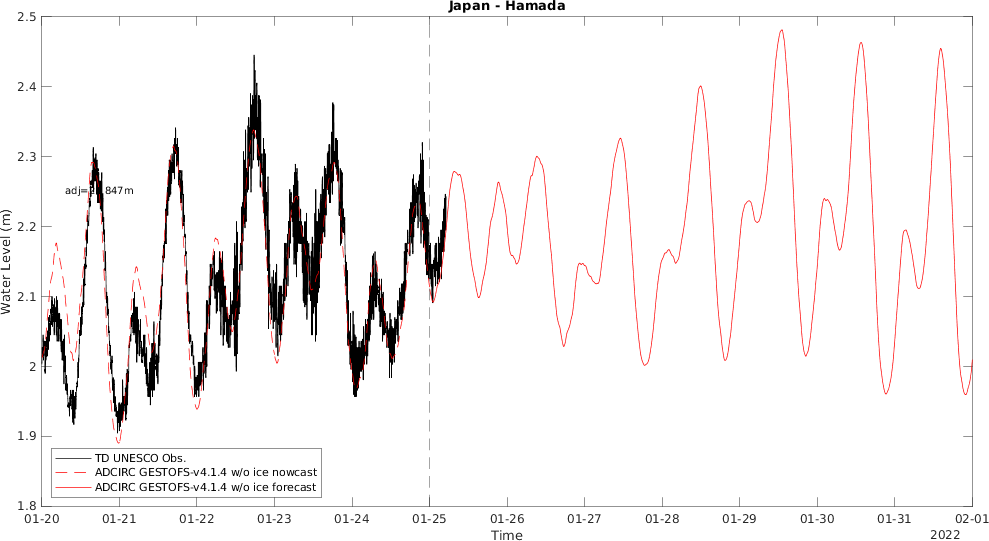 Japan - Hamada
2.5
2.4
2.3
2.2
2.1
2
1.9
1.8
Water Level (m)
847m
TD UNESCO Obs.
ADCIRC GESTOFS-v4.1.4 w/o ice nowcast
ADCIRC GESTOFS-v4.1.4 w/o ice forecast
01-20 01-21 01-22 01-23 01-24 01-25 01-26 01-27 01-28 01-29 01-30 01-31 02-01
Time
2022